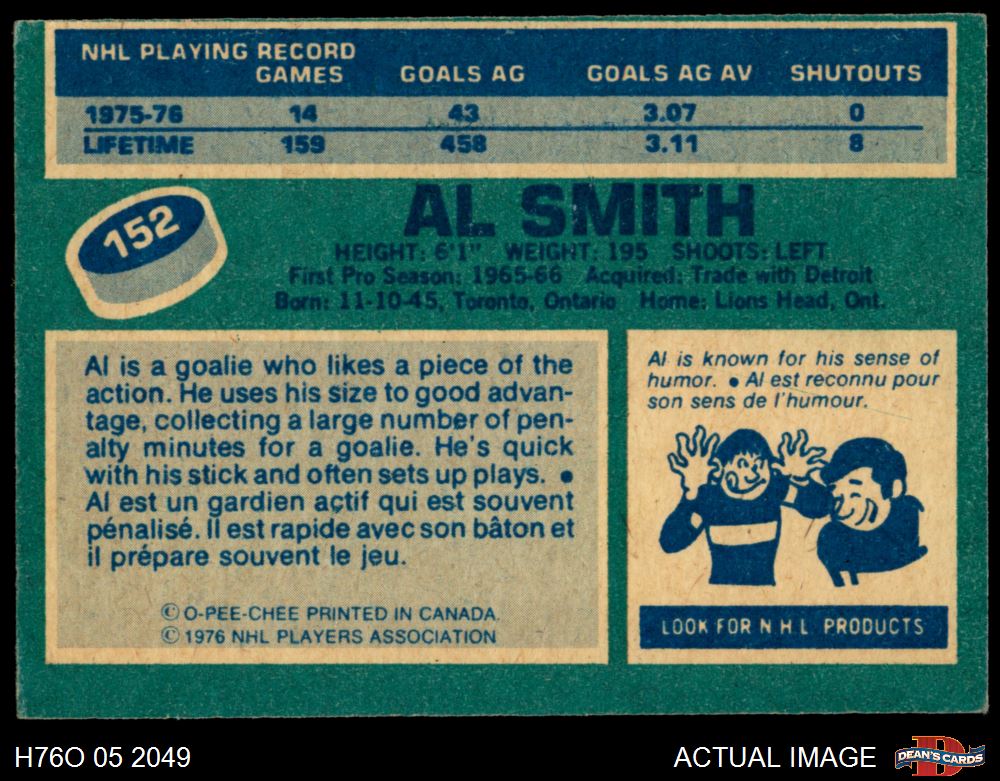 NHL PLAYING RECORD
GAMES GOALS AG GOALS AG AV SHUTOUTS
1975-76 14 43 3.07 0
LIFETIME 159 458 3.11 8
152
AL SMITH
HEIGHT: 6'1" WEIGHT: 195 SHOOTS: LEFT
First Pro Season: 1965-66 Acquired: Trade with Detroit
Born: 11-10-45, Toronto, Ontario Home: Lions Head, Ont.
Al is a goalie who likes a piece of the
action. He uses his size to good advan-
tage, collecting a large number of pen-
alty minutes for a goalie. He's quick
with his stick and often sets up plays. •
Al est un gardien actif qui est souvent
pénalisé. Il est rapide avec son bâton et
il prépare souvent le jeu.
© O-PEE-CHEE PRINTED IN CANADA.
© 1976 NHL PLAYERS ASSOCIATION
Al is known for his sense of
humor. • Al est reconnu pour
son sens de l'humour.
LOOK FOR N H L PRODUCTS
H76O 05 2049
ACTUAL IMAGE
D
DEAN'S CARDS